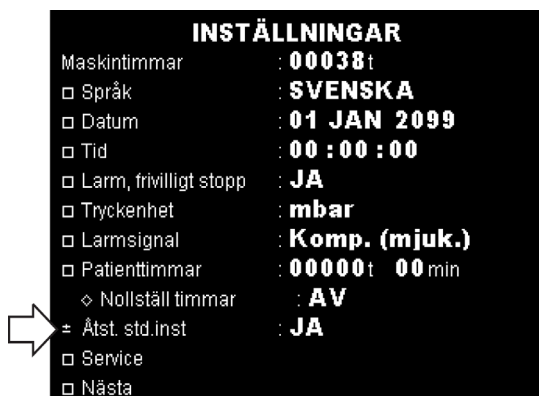 INSTÄLLNINGAR
Maskintimmar : 00038t
□ Språk : SVENSKA
□ Datum : 01 JAN 2099
□ Tid : 00:00:00
□ Larm, frivilligt stopp : JA
□ Tryckenhet : mbar
□ Larmsignal : Komp. (mjuk.)
□ Patienttimmar : 00000t 00min
◇ Nollställ timmar : AV
± Åtst. std.inst : JA
□ Service
□ Nästa